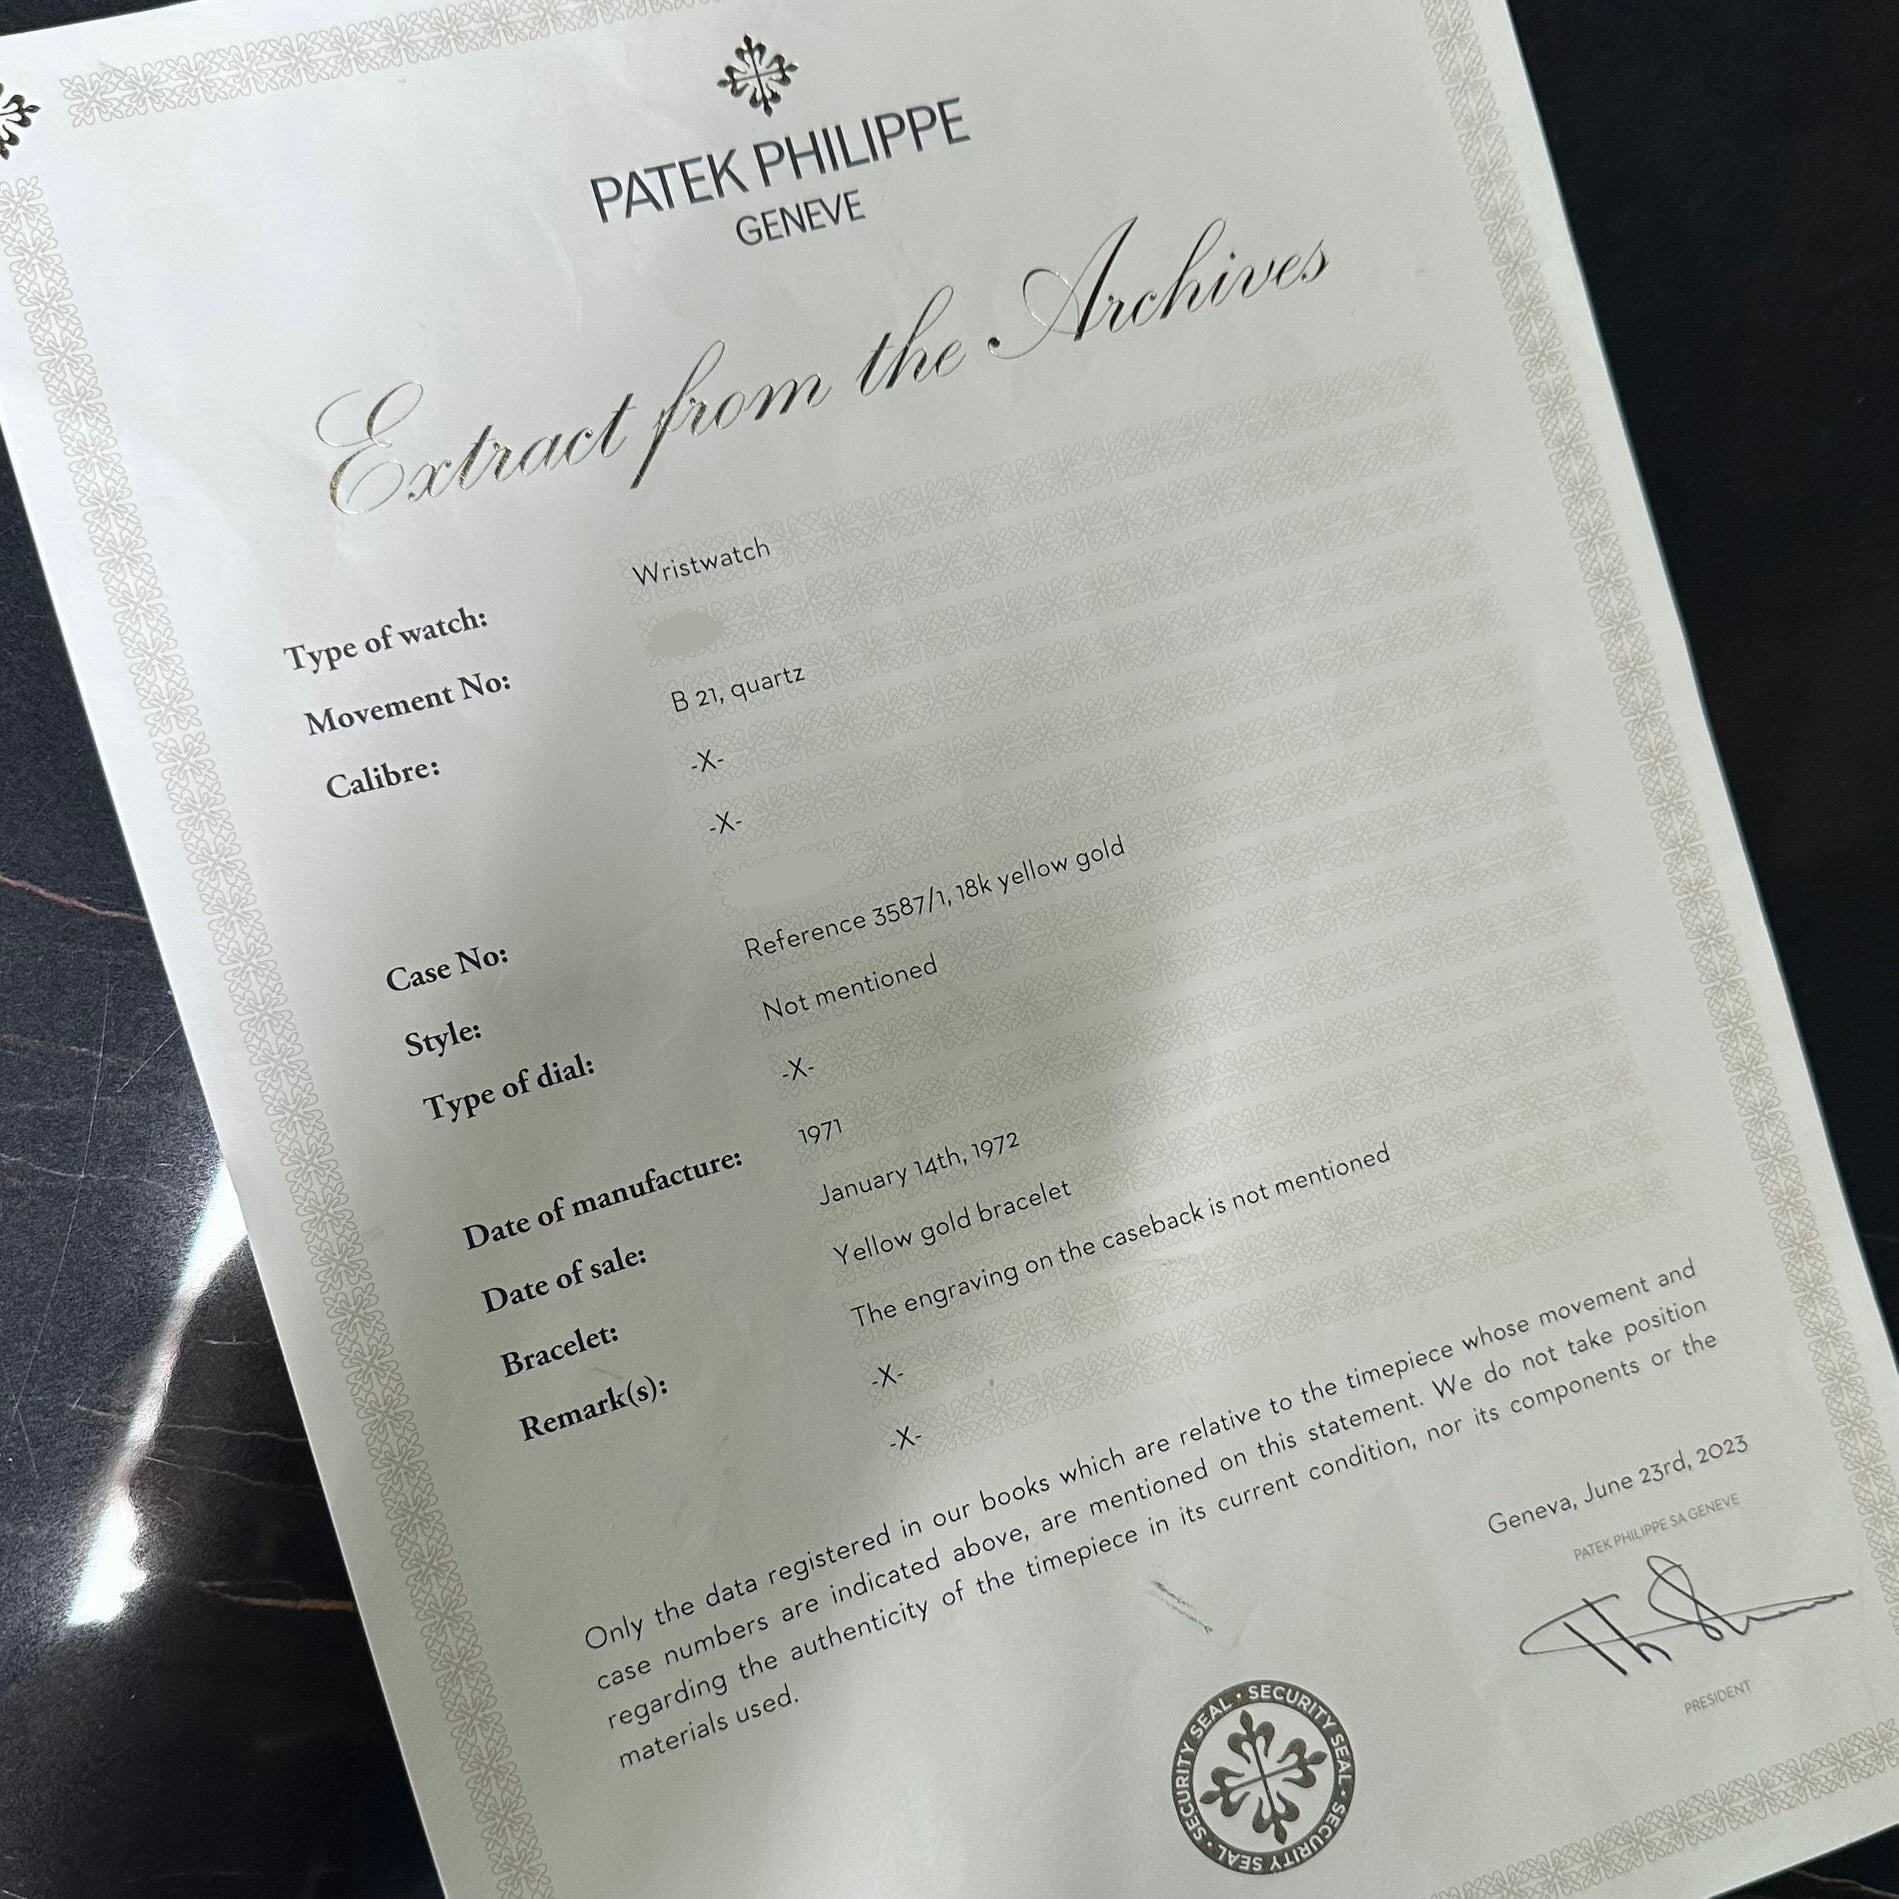 PATEK PHILIPPE
GENEVE
Extract from the Archives
Type of watch: Wristwatch
Movement No:
Calibre: B 21, quartz
-X-
-X-
Case No:
Style: Reference 3587/1, 18k yellow gold
Type of dial: Not mentioned
-X-
Date of manufacture: 1971
Date of sale: January 14th, 1972
Bracelet: Yellow gold bracelet
Remark(s): The engraving on the caseback is not mentioned
-X-
-X-
Only the data registered in our books which are relative to the timepiece whose movement and
case numbers are indicated above, are mentioned on this statement. We do not take position
regarding the authenticity of the timepiece in its current condition, nor its components or the
materials used.
Geneva, June 23rd, 2023
PATEK PHILIPPE SA GENEVE
PRESIDENT
SECURITY SEAL · SECURITY SEAL · SECURITY SEAL · SECURITY SEAL ·